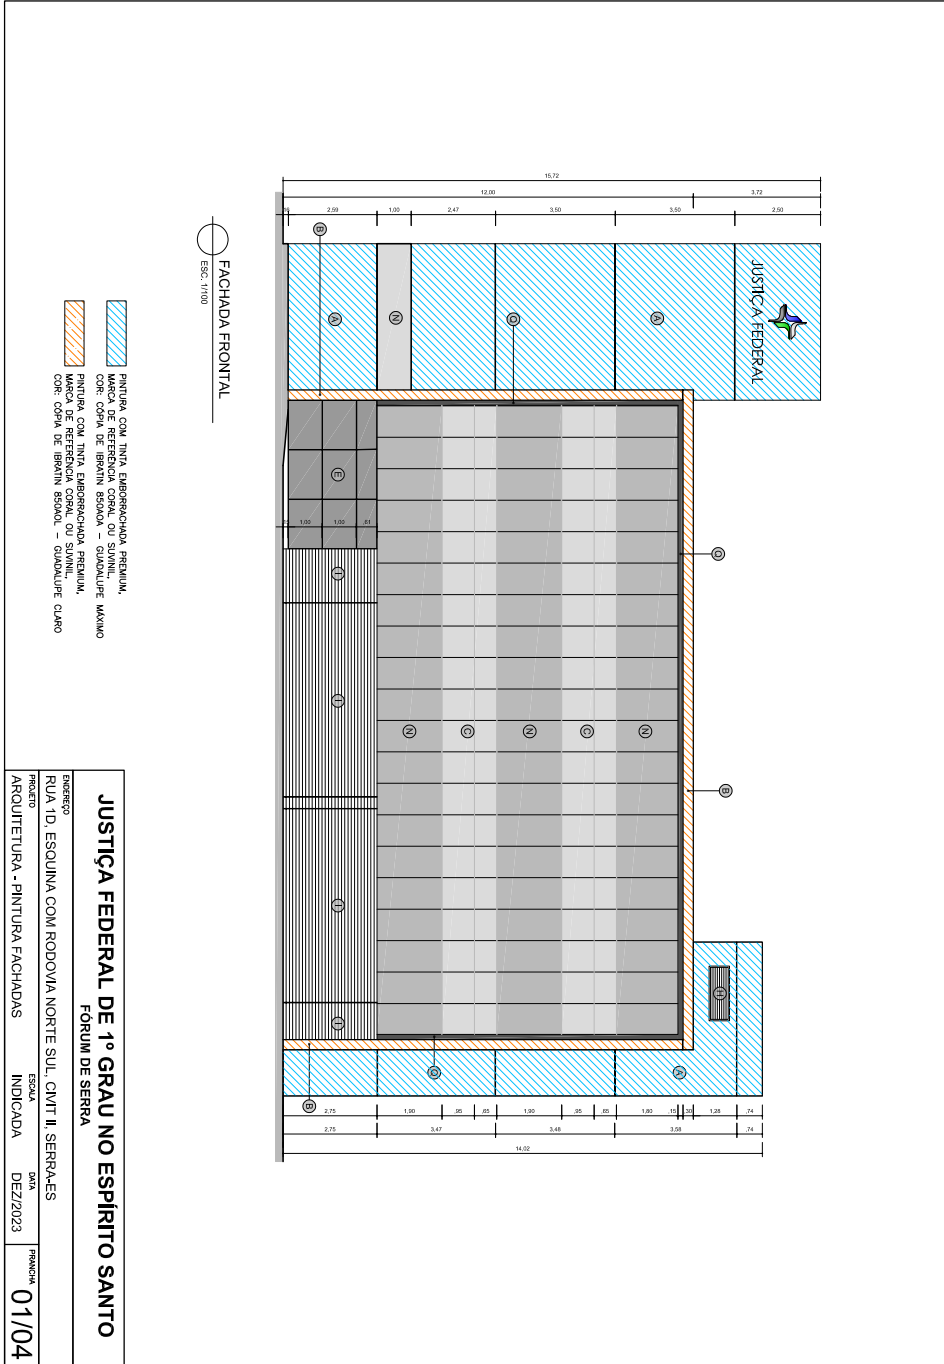 15,72
12,00
3,72
,15
2,59
1,00
2,47
3,50
3,50
2,50
JUSTIÇA FEDERAL
B
A
N
Q
A
E
,15
1,00
1,00
,61
Q
B
I
I
I
I
N
C
N
C
N
H
Q
A
B
2,75
1,90
,95
,65
1,90
,95
,65
1,80
,15
,30
1,28
,74
2,75
3,47
3,48
3,58
,74
14,02
FACHADA FRONTAL
ESC. 1/100
PINTURA COM TINTA EMBORRACHADA PREMIUM,
MARCA DE REFERÊNCIA CORAL OU SUVINIL,
COR: CÓPIA DE IBRATIN 850AOA – GUADALUPE MÁXIMO
PINTURA COM TINTA EMBORRACHADA PREMIUM,
MARCA DE REFERÊNCIA CORAL OU SUVINIL,
COR: CÓPIA DE IBRATIN 850AOL – GUADALUPE CLARO
JUSTIÇA FEDERAL DE 1º GRAU NO ESPÍRITO SANTO
FÓRUM DE SERRA
ENDEREÇO
RUA 1D, ESQUINA COM RODOVIA NORTE SUL, CIVIT II, SERRA-ES
PROJETO
ARQUITETURA - PINTURA FACHADAS
ESCALA
INDICADA
DATA
DEZ/2023
PRANCHA
01/04